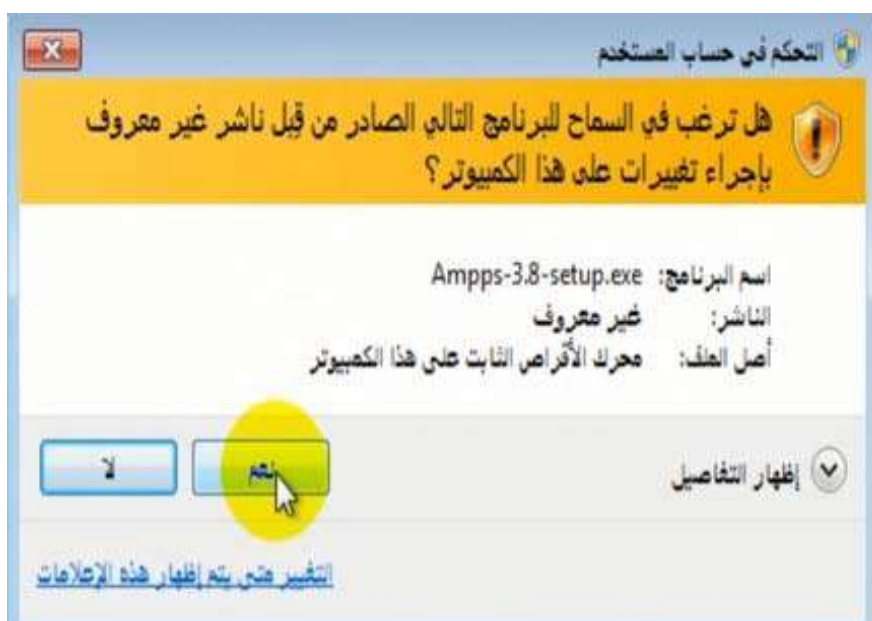 التحكم في حساب المستخدم
هل ترغب في السماح للبرنامج التالي الصادر من قِبل ناشر غير معروف
بإجراء تغييرات على هذا الكمبيوتر؟
اسم البرنامج: Ampps-3.8-setup.exe
الناشر: غير معروف
أصل الملف: محرك الأقراص الثابت على هذا الكمبيوتر
إظهار التفاصيل
نعم
لا
التغيير متى يتم إظهار هذه الإعلامات